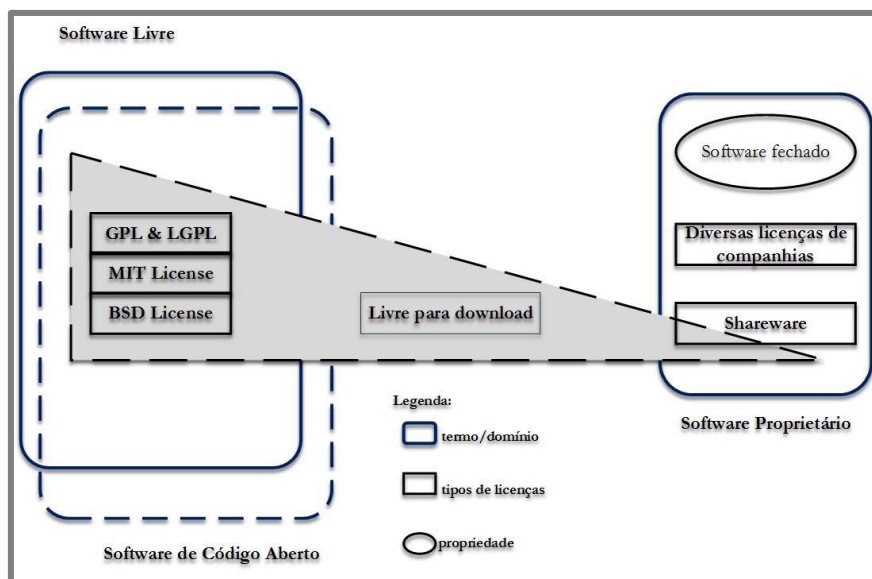 Software Livre
Software fechado
GPL & LGPL
Diversas licenças de
companhias
MIT License
BSD License
Livre para download
Shareware
Legenda:
termo/domínio
Software Proprietário
tipos de licenças
propriedade
Software de Código Aberto